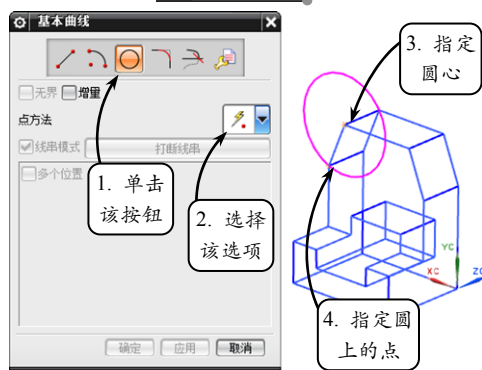 基本曲线
无界 增量
点方法
线串模式 打断线串
多个位置
1. 单击
该按钮
2. 选择
该选项
3. 指定
圆心
4. 指定圆
上的点
YC
XC
ZC
确定 应用 取消